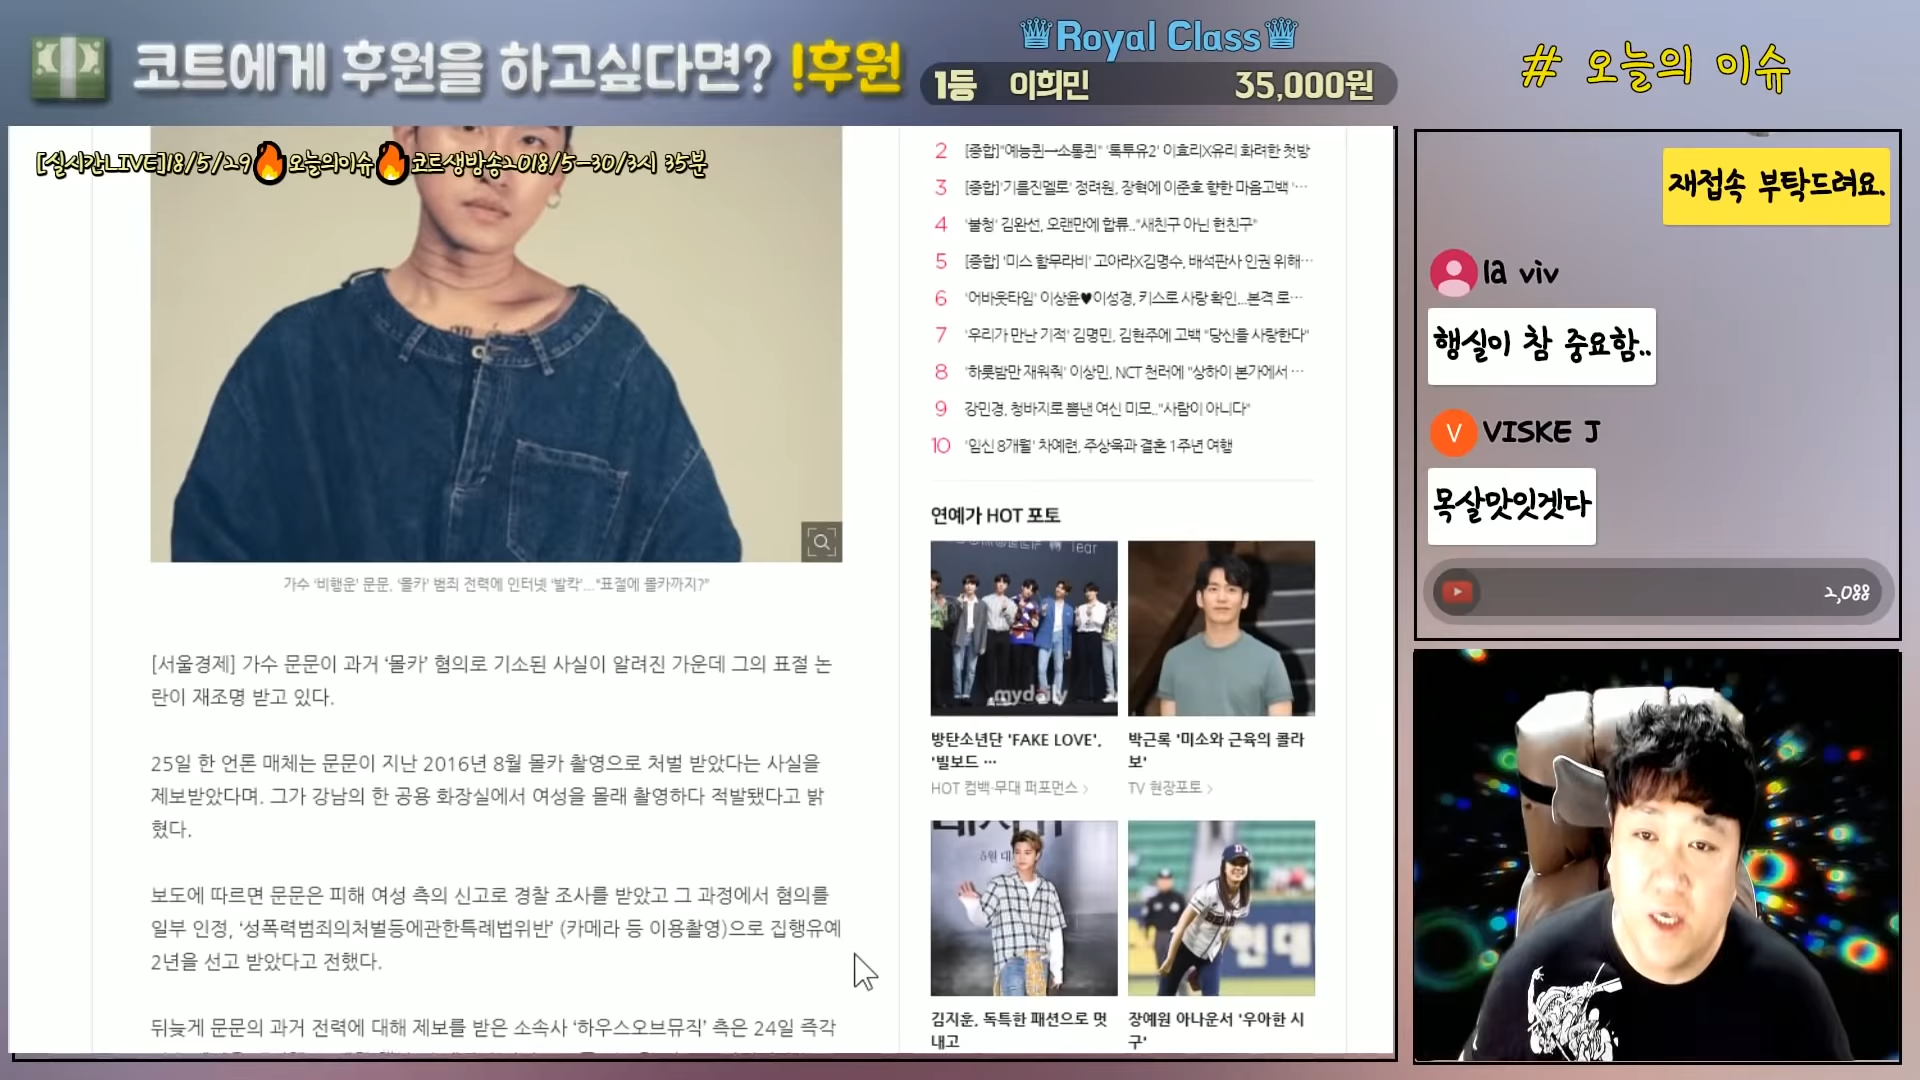 코트에게 후원을 하고싶다면? !후원
Royal Class
1등 이희민 35,000원
# 오늘의 이슈
[실시간LIVE]18/5/29🔥오늘의이슈🔥코트생방송2018/5-30/3시 35분
가수 '비행운' 문문, '몰카' 범죄 전력에 인터넷 '발칵'…"표절에 몰카까지?"
[서울경제] 가수 문문이 과거 '몰카' 혐의로 기소된 사실이 알려진 가운데 그의 표절 논
란이 재조명 받고 있다.
25일 한 언론 매체는 문문이 지난 2016년 8월 몰카 촬영으로 처벌 받았다는 사실을
제보받았다며. 그가 강남의 한 공용 화장실에서 여성을 몰래 촬영하다 적발됐다고 밝
혔다.
보도에 따르면 문문은 피해 여성 측의 신고로 경찰 조사를 받았고 그 과정에서 혐의를
일부 인정, '성폭력범죄의처벌등에관한특례법위반' (카메라 등 이용촬영)으로 집행유예
2년을 선고 받았다고 전했다.
뒤늦게 문문의 과거 전력에 대해 제보를 받은 소속사 '하우스오브뮤직' 측은 24일 즉각
2 [종합]"예능퀸→소통퀸" '톡투유2' 이효리X유리 화려한 첫방
3 [종합]'기름진멜로' 정려원, 장혁에 이준호 향한 마음고백 '…
4 '불청' 김완선, 오랜만에 합류.."새친구 아닌 헌친구"
5 [종합] '미스 함무라비' 고아라X김명수, 배석판사 인권 위해…
6 '어바웃타임' 이상윤♥이성경, 키스로 사랑 확인…본격 로…
7 '우리가 만난 기적' 김명민, 김현주에 고백 "당신을 사랑한다"
8 '하룻밤만 재워줘' 이상민, NCT 천러에 "상하이 본가에서 …
9 강민경, 청바지로 뽐낸 여신 미모.."사람이 아니다"
10 '임신 8개월' 차예련, 주상욱과 결혼 1주년 여행
연예가 HOT 포토
Tear
mydaily
방탄소년단 'FAKE LOVE',
'빌보드 …
HOT 컴백·무대 퍼포먼스 >
박근록 '미소와 근육의 콜라
보'
TV 현장포토 >
5월 대
김지훈, 독특한 패션으로 멋
내고
D
현대
장예원 아나운서 '우아한 시
구'
재접속 부탁드려요.
la viv
행실이 참 중요함..
V VISKE J
목살맛잇겟다
2,088